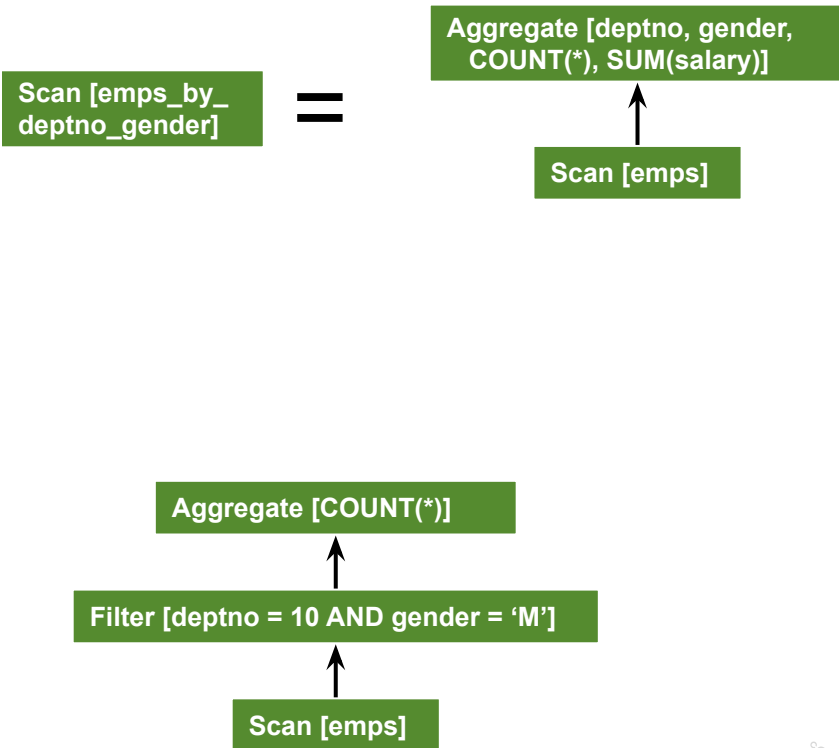 Aggregate [deptno, gender,
COUNT(*), SUM(salary)]
Scan [emps_by_
deptno_gender]
=
Scan [emps]
Aggregate [COUNT(*)]
Filter [deptno = 10 AND gender = ‘M’]
Scan [emps]